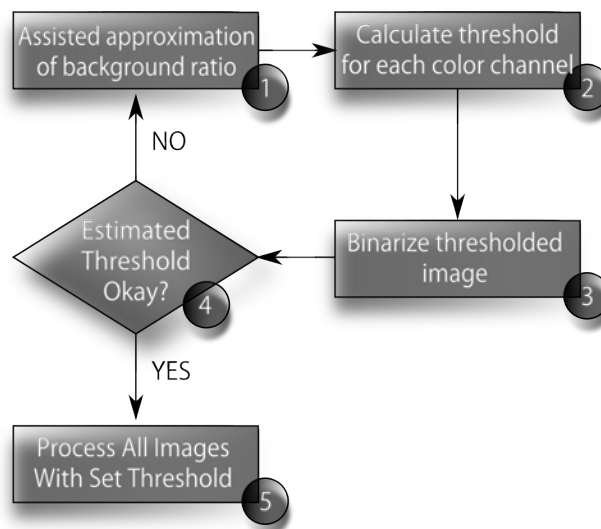 Assisted approximation
of background ratio
1
Calculate threshold
for each color channel
2
Binarize thresholded
image
3
Estimated
Threshold
Okay?
4
NO
YES
Process All Images
With Set Threshold
5